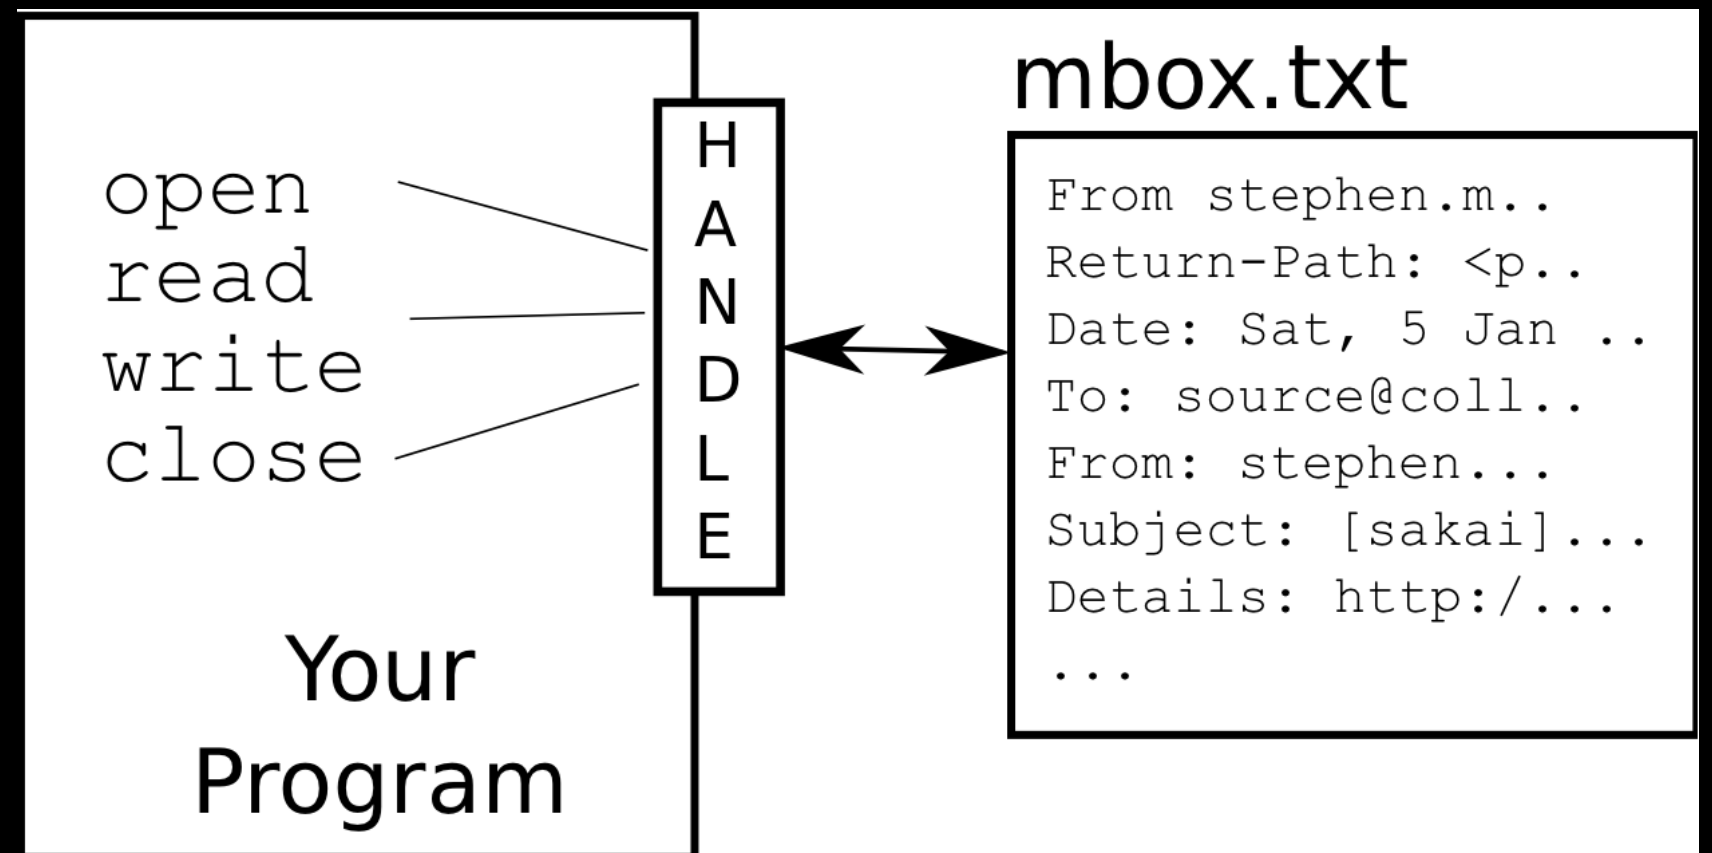 open
read
write
close
Your
Program
H
A
N
D
L
E
mbox.txt
From stephen.m..
Return-Path: <p..
Date: Sat, 5 Jan ..
To: source@coll..
From: stephen...
Subject: [sakai]...
Details: http:/...
...